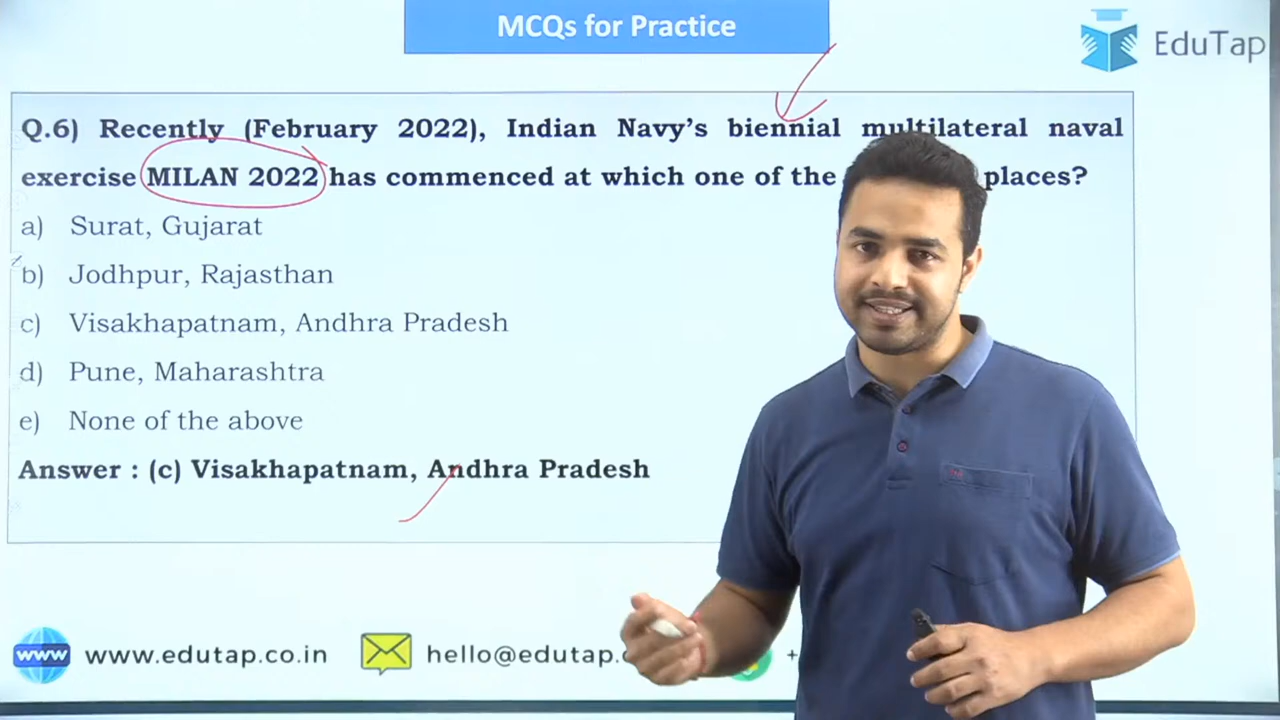 MCQs for Practice
EduTap
Q.6) Recently (February 2022), Indian Navy's biennial multilateral naval
exercise MILAN 2022 has commenced at which one of the places?
a) Surat, Gujarat
b) Jodhpur, Rajasthan
c) Visakhapatnam, Andhra Pradesh
d) Pune, Maharashtra
e) None of the above
Answer : (c) Visakhapatnam, Andhra Pradesh
www www.edutap.co.in hello@edutap.c +